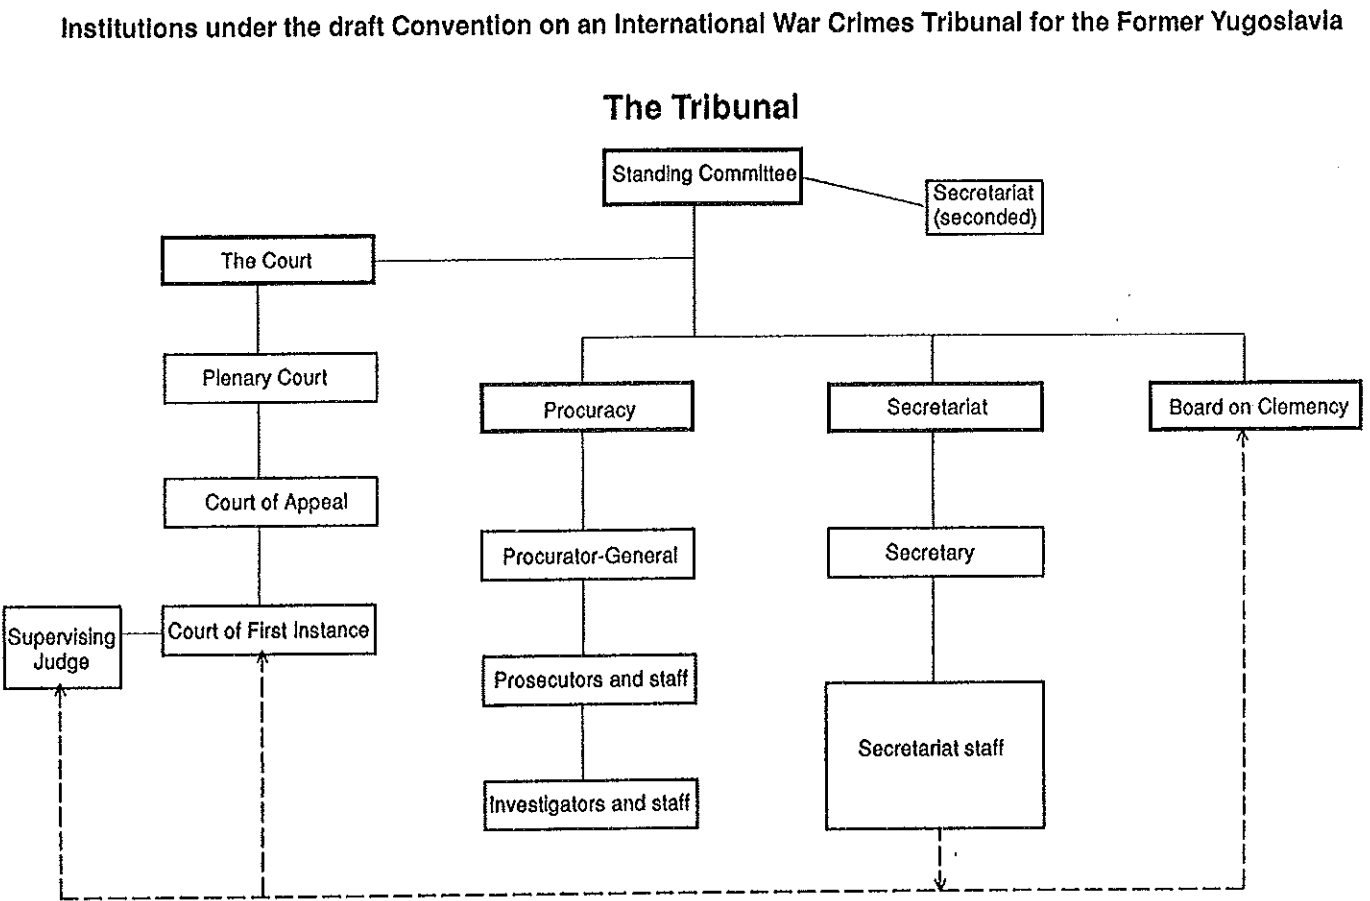 Institutions under the draft Convention on an International War Crimes Tribunal for the Former Yugoslavia
The Tribunal
Standing Committee
Secretariat
(seconded)
The Court
Plenary Court
Procuracy
Secretariat
Board on Clemency
Court of Appeal
Procurator-General
Secretary
Supervising
Judge
Court of First Instance
Prosecutors and staff
Secretariat staff
Investigators and staff